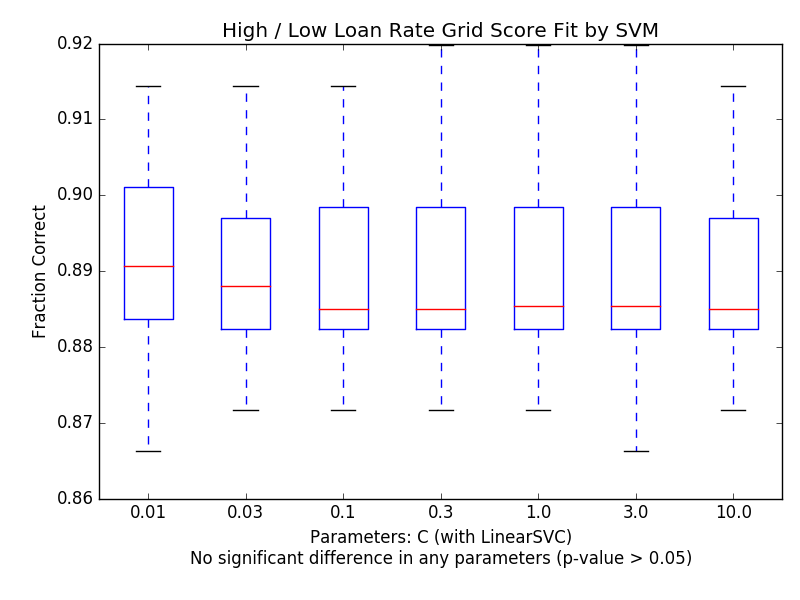 High / Low Loan Rate Grid Score Fit by SVM
0.92
0.91
0.90
0.89
0.88
0.87
0.86
Fraction Correct
0.01 0.03 0.1 0.3 1.0 3.0 10.0
Parameters: C (with LinearSVC)
No significant difference in any parameters (p-value > 0.05)